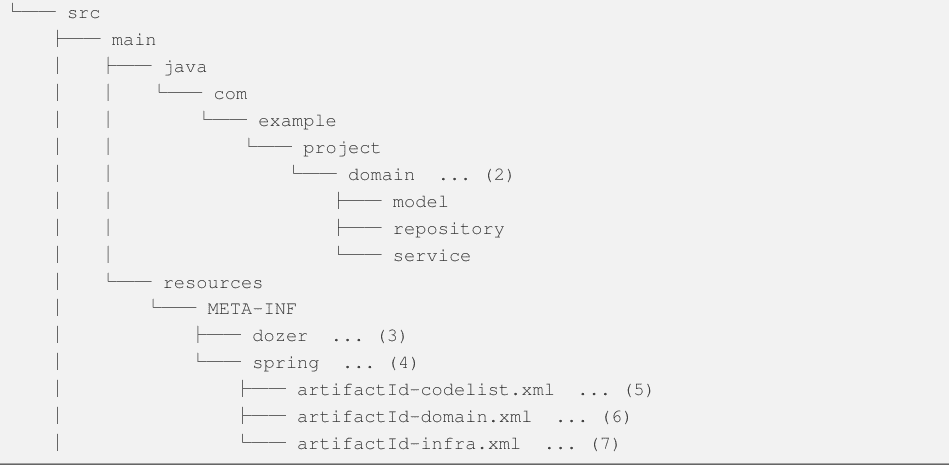 └── src
    ├── main
    │   ├── java
    │   │   └── com
    │   │       └── example
    │   │           └── project
    │   │               └── domain ... (2)
    │   │                   ├── model
    │   │                   ├── repository
    │   │                   └── service
    │   └── resources
    │       └── META-INF
    │           ├── dozer ... (3)
    │           └── spring ... (4)
    │               ├── artifactId-codelist.xml ... (5)
    │               ├── artifactId-domain.xml ... (6)
    │               └── artifactId-infra.xml ... (7)